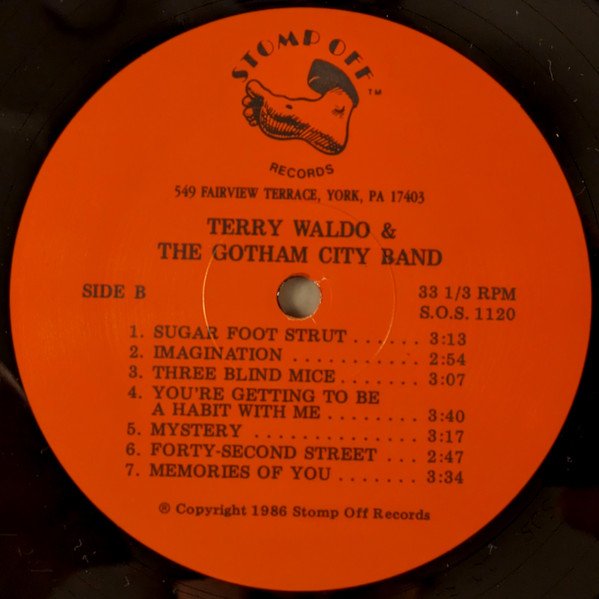 STOMP OFF
TM
RECORDS
549 FAIRVIEW TERRACE, YORK, PA 17403
TERRY WALDO &
THE GOTHAM CITY BAND
SIDE B
33 1/3 RPM
S.O.S. 1120
1. SUGAR FOOT STRUT ...... 3:13
2. IMAGINATION .......... 2:54
3. THREE BLIND MICE....... 3:07
4. YOU'RE GETTING TO BE
A HABIT WITH ME ........ 3:40
5. MYSTERY .............. 3:17
6. FORTY-SECOND STREET ... 2:47
7. MEMORIES OF YOU ....... 3:34
® Copyright 1986 Stomp Off Records